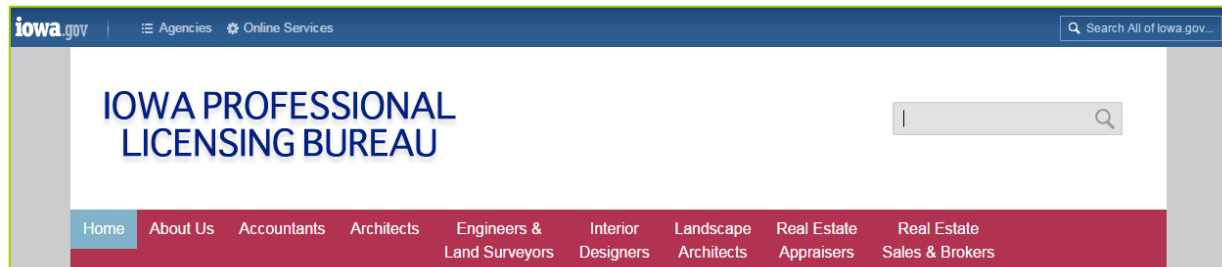 iowa.gov Agencies Online Services Search All of Iowa.gov...
IOWA PROFESSIONAL
LICENSING BUREAU
Home About Us Accountants Architects Engineers & Interior Landscape Real Estate Real Estate
Land Surveyors Designers Architects Appraisers Sales & Brokers